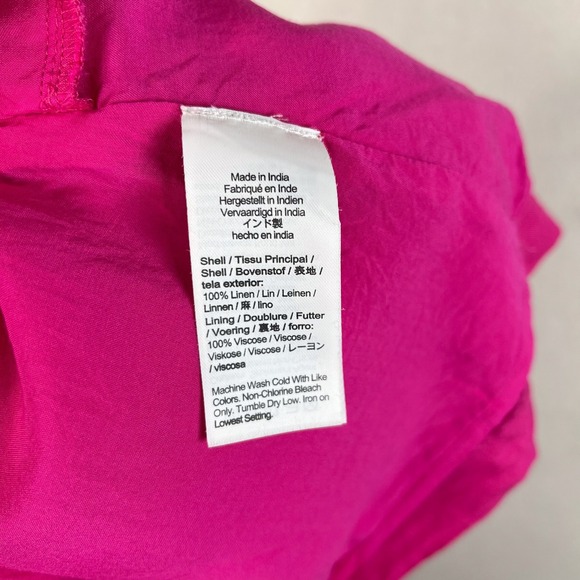 Made in India
Fabriqué en Inde
Hergestellt in Indien
Vervaardigd in India
インド製
hecho en india
Shell / Tissu Principal /
Shell / Bovenstof / 表地 /
tela exterior:
100% Linen / Lin / Leinen /
Linnen / 麻 / lino
Lining / Doublure / Futter
/ Voering / 裏地 / forro:
100% Viscose / Viscose /
Viskose / Viscose / レーヨン
/ viscosa
Machine Wash Cold With Like
Colors. Non-Chlorine Bleach
Only. Tumble Dry Low. Iron on
Lowest Setting.